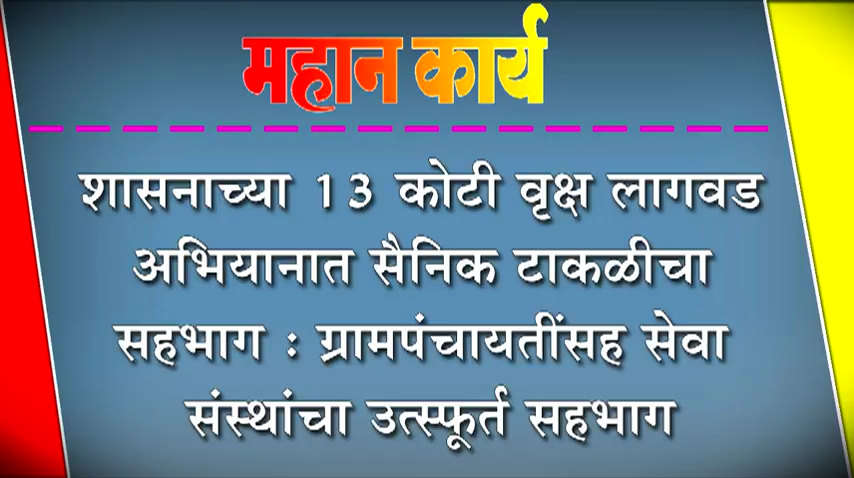 महान कार्य
शासनाच्या 13 कोटी वृक्ष लागवड
अभियानात सैनिक टाकळीचा
सहभाग : ग्रामपंचायतींसह सेवा
संस्थांचा उत्स्फूर्त सहभाग